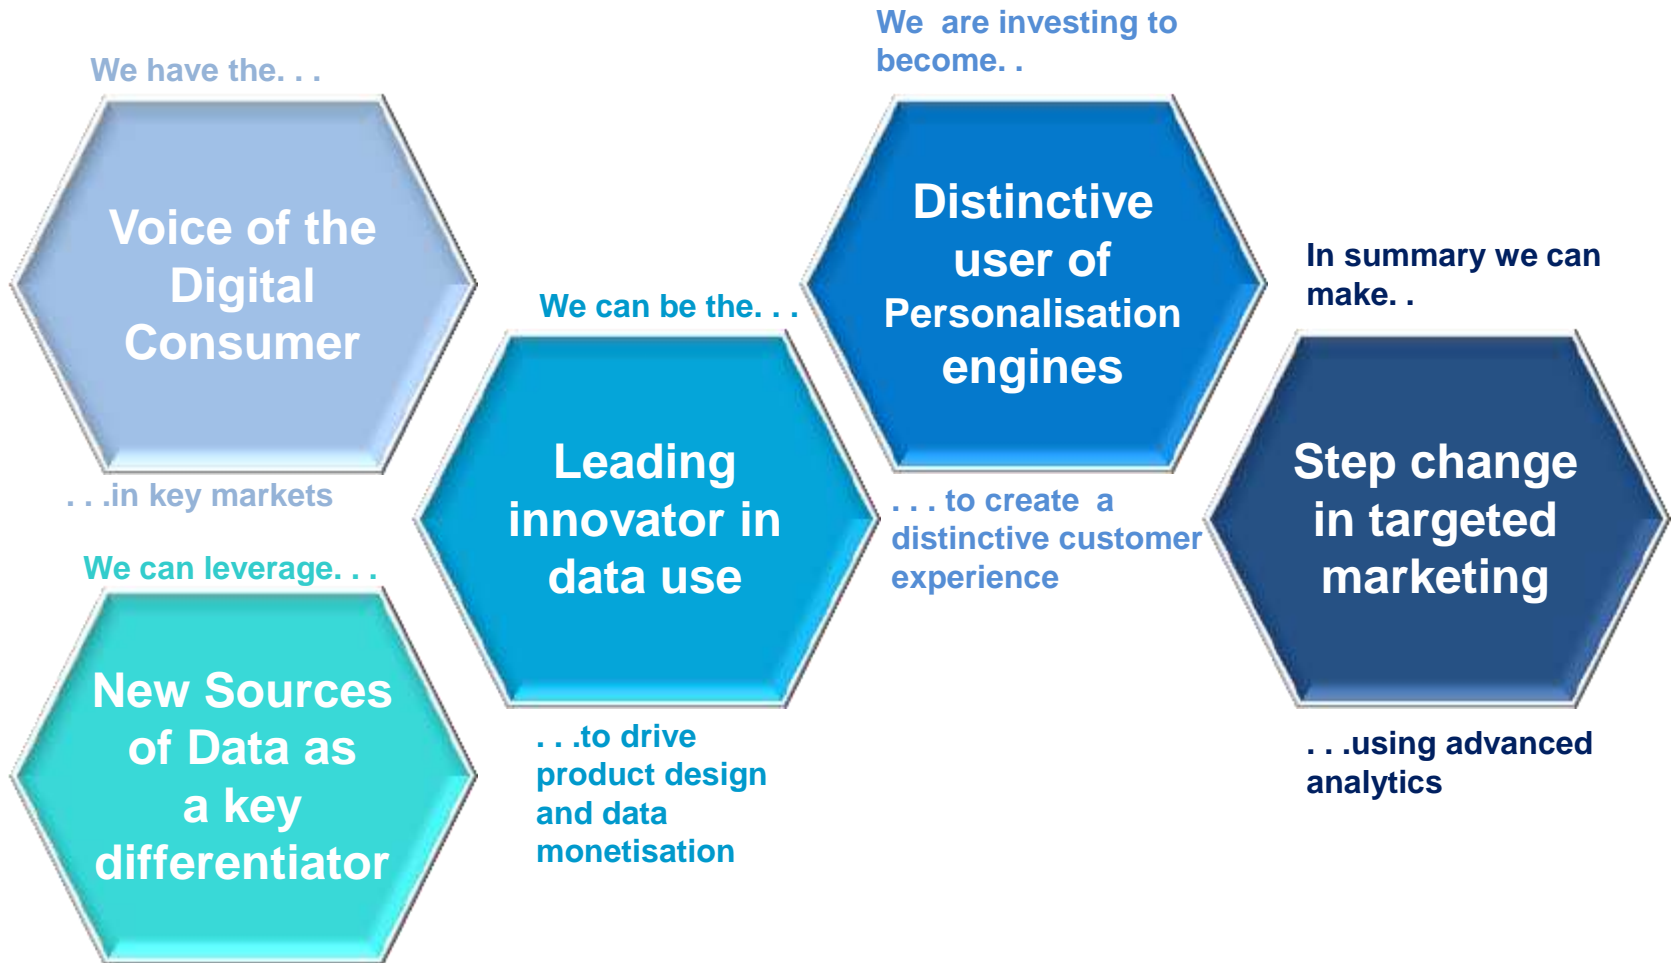 We have the. . .
Voice of the
Digital
Consumer
. . .in key markets
We can leverage. . .
New Sources
of Data as
a key
differentiator
We can be the. . .
Leading
innovator in
data use
. . .to drive
product design
and data
monetisation
We  are investing to
become. .
Distinctive
user of
Personalisation
engines
. . . to create  a
distinctive customer
experience
In summary we can
make. .
Step change
in targeted
marketing
. . .using advanced
analytics